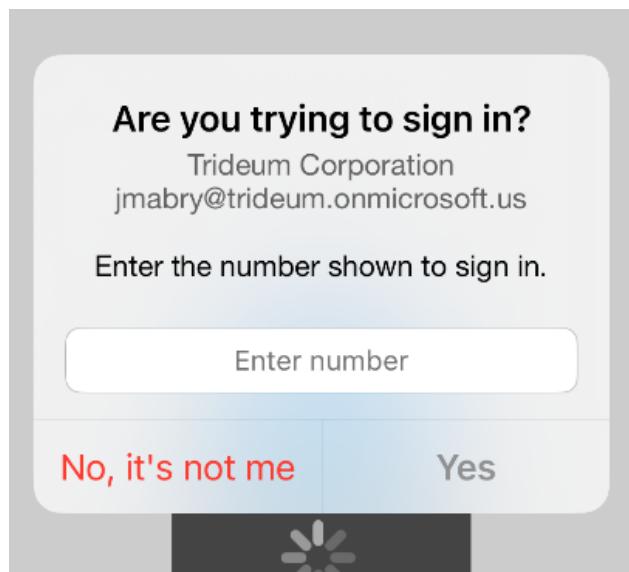 Are you trying to sign in?
Trideum Corporation
jmabry@trideum.onmicrosoft.us
Enter the number shown to sign in.
Enter number
No, it's not me
Yes